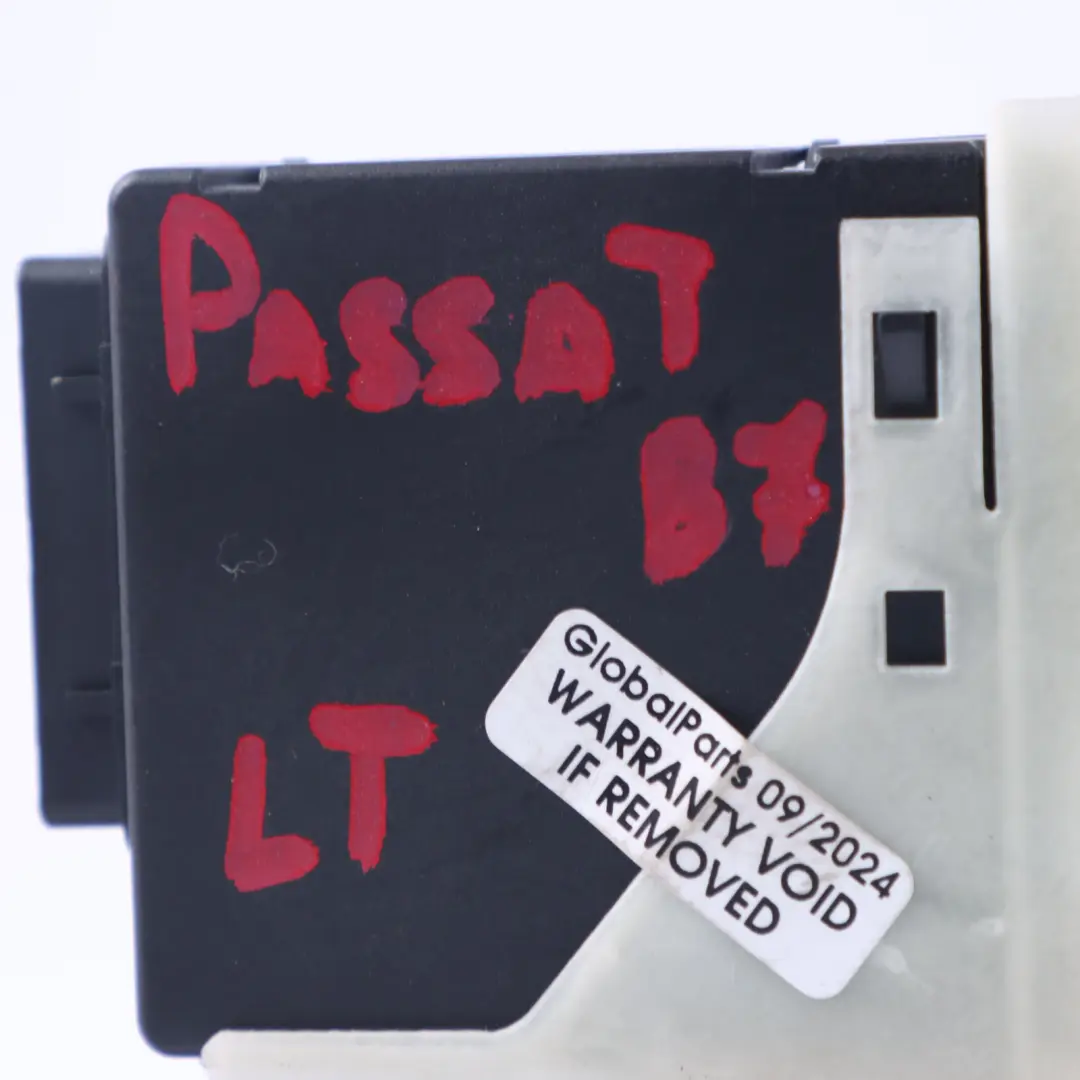 PASSAT
B7
LT
GlobalParts 09/2024
WARRANTY VOID
IF REMOVED